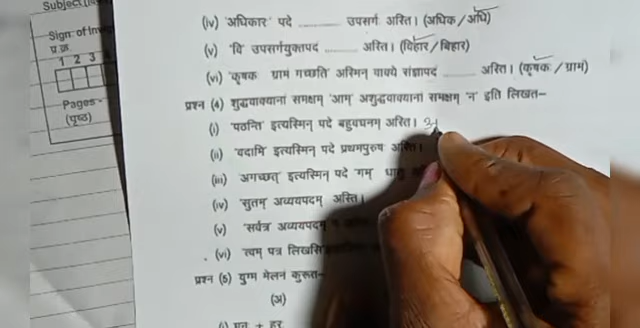 Subject
Sign of Inv
प्र.क्र.
1 2 3
Pages-
(पृष्ठ)
(iv) 'अधिकार' पदे ............ उपसर्ग अस्ति। (अधिक/अधि)
(v) 'वि' उपसर्गयुक्तपद ............ अस्ति। (विहार/बिहार)
(vi) 'कृषक ग्रामं गच्छति' अस्मिन् वाक्ये संज्ञापद ............ अस्ति। (कृषक / ग्रामं)
प्रश्न (4) शुद्धवाक्यानां समक्षम् 'आम्' अशुद्धवाक्यानां समक्षम् 'न' इति लिखत–
(i) 'पठन्ति' इत्यस्मिन् पदे बहुवचनम् अस्ति।
(ii) 'वदामि' इत्यस्मिन् पदे प्रथमपुरुष अस्ति।
(iii) अगच्छत् इत्यस्मिन् पदे 'गम्' धातु
(iv) 'सुतम्' अव्ययपदम् अस्ति।
(v) 'सर्वत्र' अव्ययपदम्
(vi) त्वम् पत्र लिखसि
प्रश्न (5) युग्म मेलनं कुरुत–
(अ)